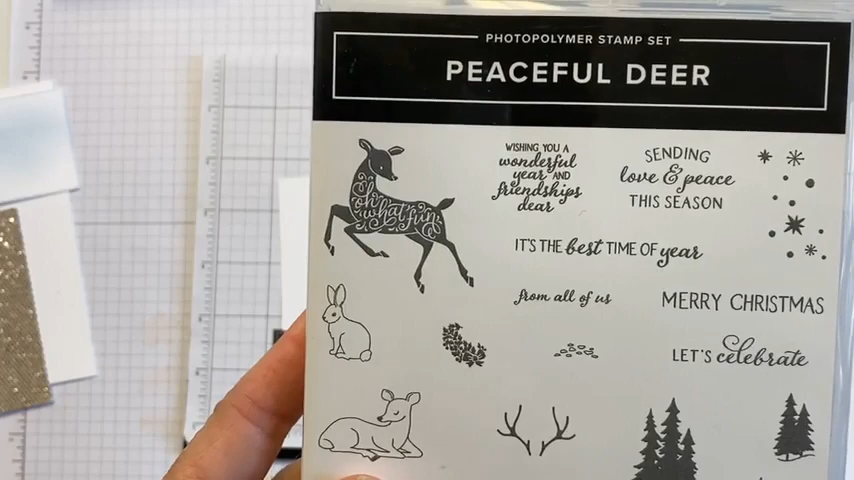 PHOTOPOLYMER STAMP SET
PEACEFUL DEER
WISHING YOU A
wonderful
year AND
friendships
dear
SENDING
love & peace
THIS SEASON
oh
what fun
IT'S THE best TIME OF year
from all of us
MERRY CHRISTMAS
LET'S celebrate